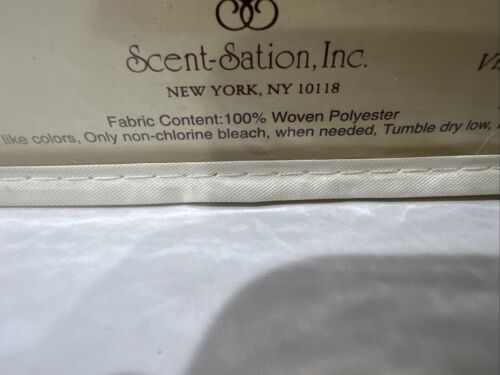 Scent-Sation, Inc.
NEW YORK, NY 10118
Fabric Content:100% Woven Polyester
like colors, Only non-chlorine bleach, when needed, Tumble dry low,